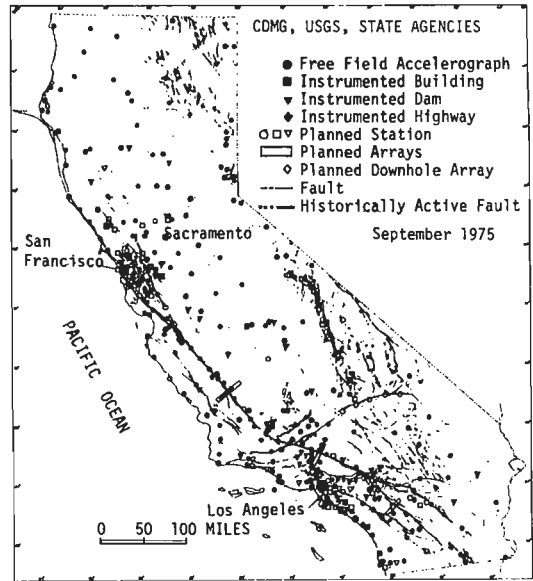 CDMG, USGS, STATE AGENCIES
Free Field Accelerograph
Instrumented Building
Instrumented Dam
Instrumented Highway
Planned Station
Planned Arrays
Planned Downhole Array
Fault
Historically Active Fault
September 1975
Sacramento
San
Francisco
PACIFIC OCEAN
Los Angeles
0 50 100
MILES